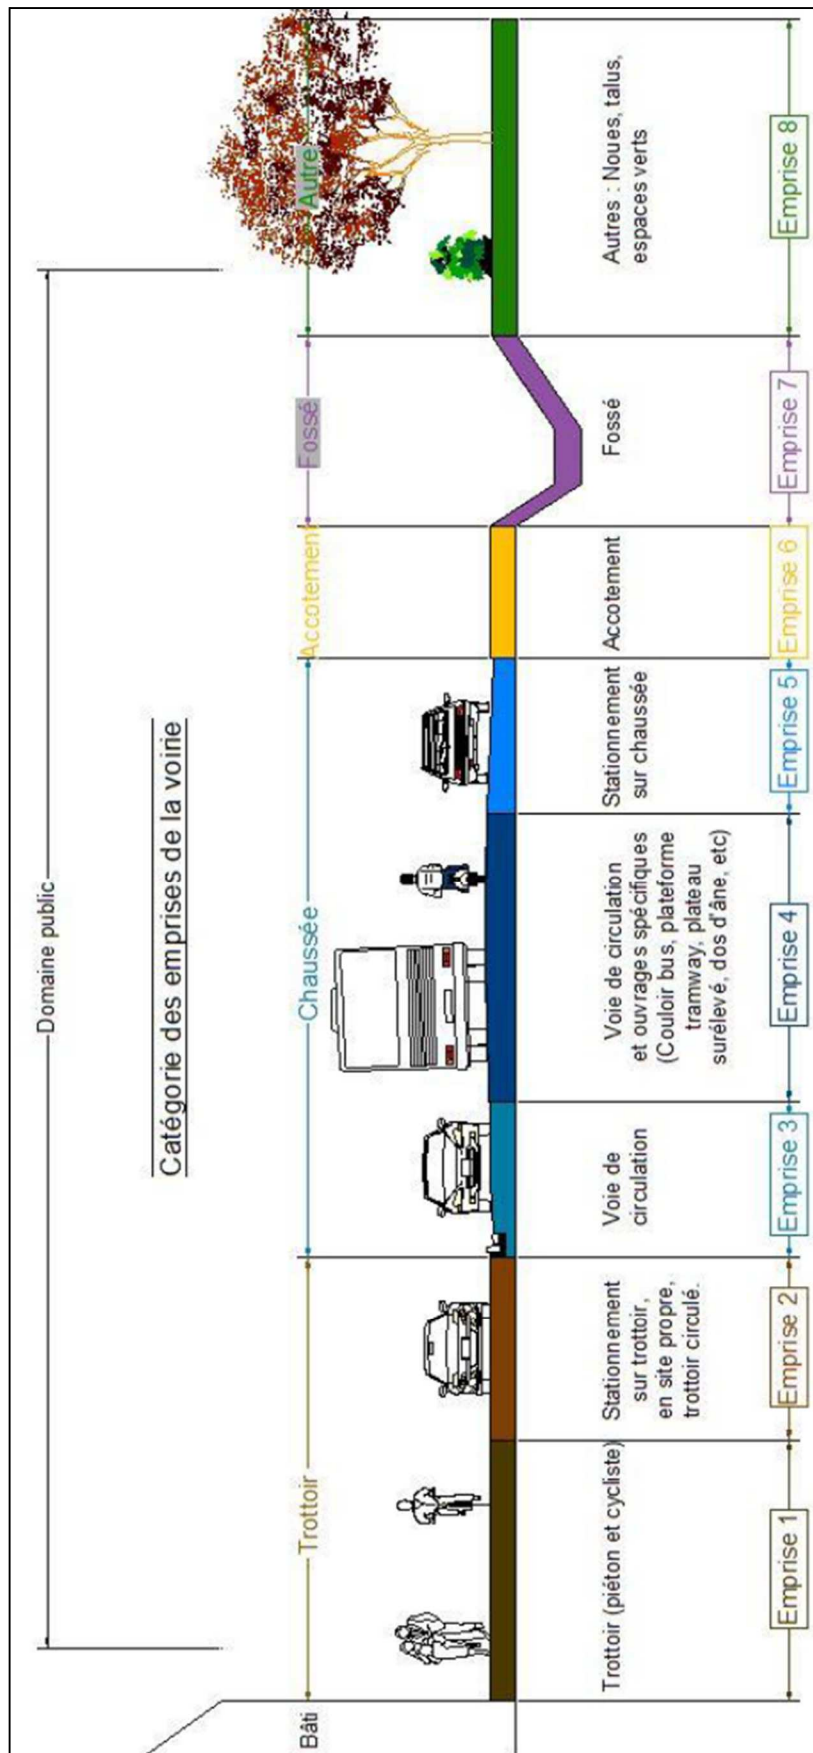 Domaine public
Catégorie des emprises de la voirie
Bâti
Trottoir
Chaussée
Accotement
Fossé
Autre
Trottoir (piéton et cycliste)
Stationnement
sur trottoir,
en site propre,
trottoir circulé.
Voie de
circulation
Voie de circulation
et ouvrages spécifiques
(Couloir bus, plateforme
tramway, plateau
surélevé, dos d'âne, etc)
Stationnement
sur chaussée
Accotement
Fossé
Autres : Noues, talus,
espaces verts
Emprise 1
Emprise 2
Emprise 3
Emprise 4
Emprise 5
Emprise 6
Emprise 7
Emprise 8